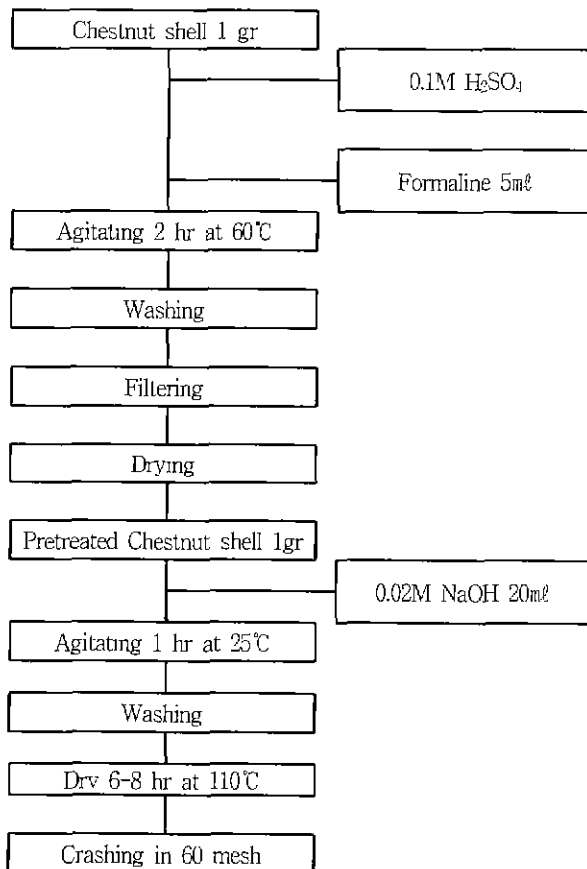 Chestnut shell 1 gr
0.1M H₂SO₄
Formaline 5㎖
Agitating 2 hr at 60℃
Washing
Filtering
Drying
Pretreated Chestnut shell 1gr
0.02M NaOH 20㎖
Agitating 1 hr at 25℃
Washing
Dry 6-8 hr at 110℃
Crashing in 60 mesh